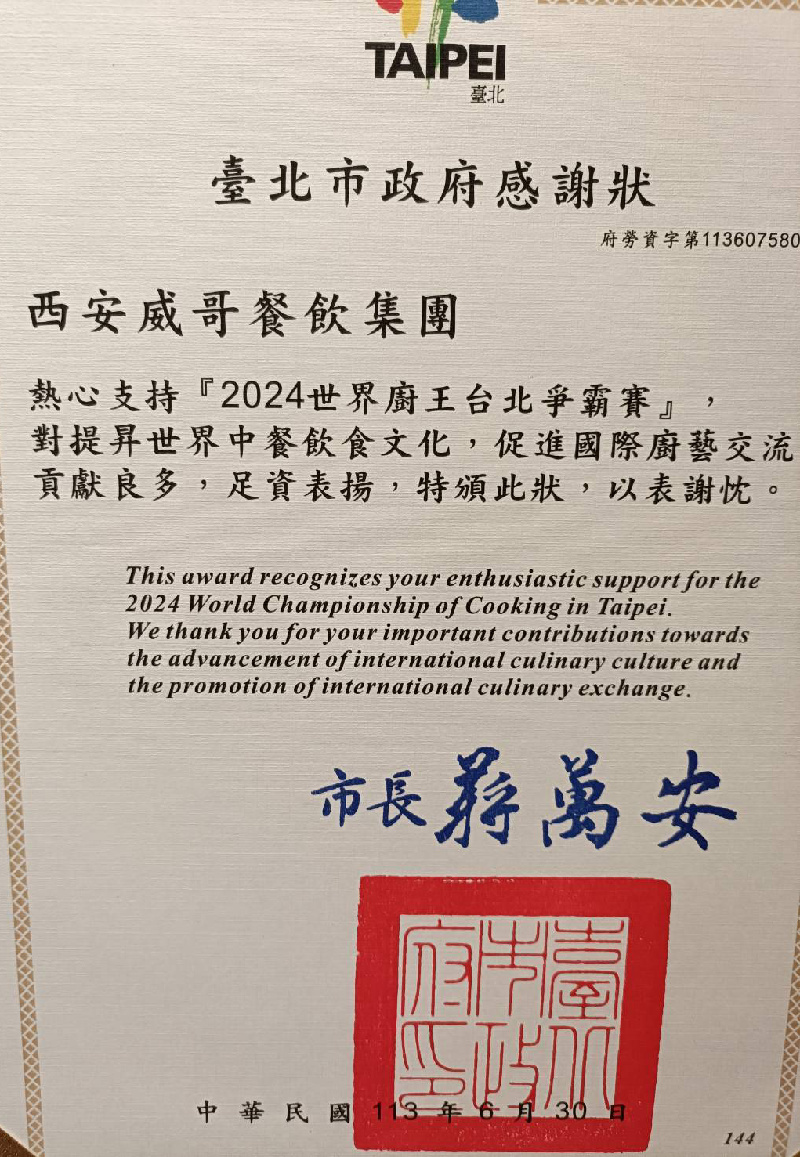 TAIPEI
臺北
臺北市政府感謝狀
府勞資字第113607580
西安威哥餐飲集團
熱心支持『2024世界廚王台北爭霸賽』，
對提昇世界中餐飲食文化，促進國際廚藝交流
貢獻良多，足資表揚，特頒此狀，以表謝忱。
This award recognizes your enthusiastic support for the
2024 World Championship of Cooking in Taipei.
We thank you for your important contributions towards
the advancement of international culinary culture and
the promotion of international culinary exchange.
市長 蔣萬安
臺北市政府印
中華民國 113 年 6 月 30 日
144